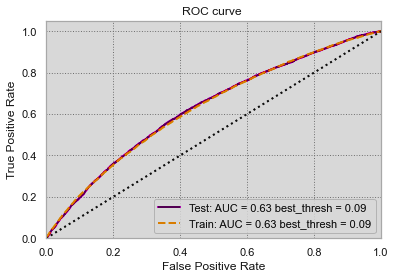 ROC curve
1.0
0.8
0.6
0.4
0.2
0.0
True Positive Rate
Test: AUC = 0.63 best_thresh = 0.09
Train: AUC = 0.63 best_thresh = 0.09
0.0 0.2 0.4 0.6 0.8 1.0
False Positive Rate